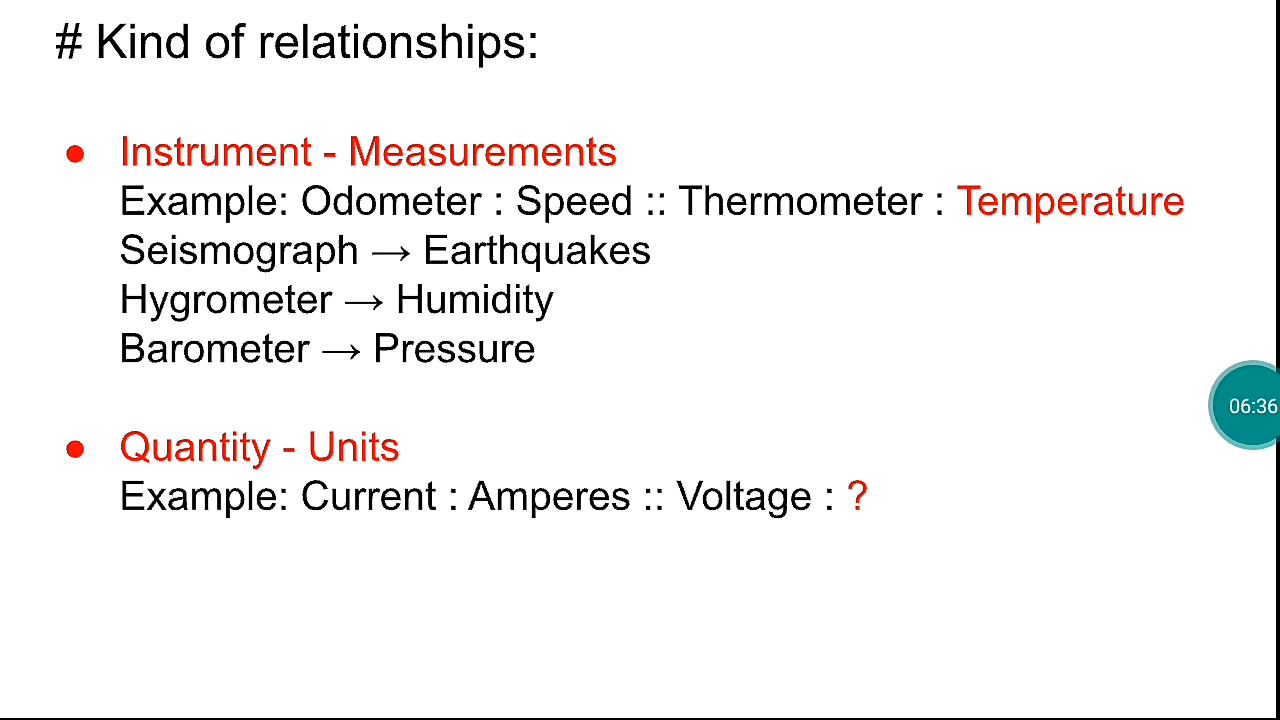 # Kind of relationships:
● Instrument - Measurements
Example: Odometer : Speed :: Thermometer : Temperature
Seismograph → Earthquakes
Hygrometer → Humidity
Barometer → Pressure
06:36
● Quantity - Units
Example: Current : Amperes :: Voltage : ?